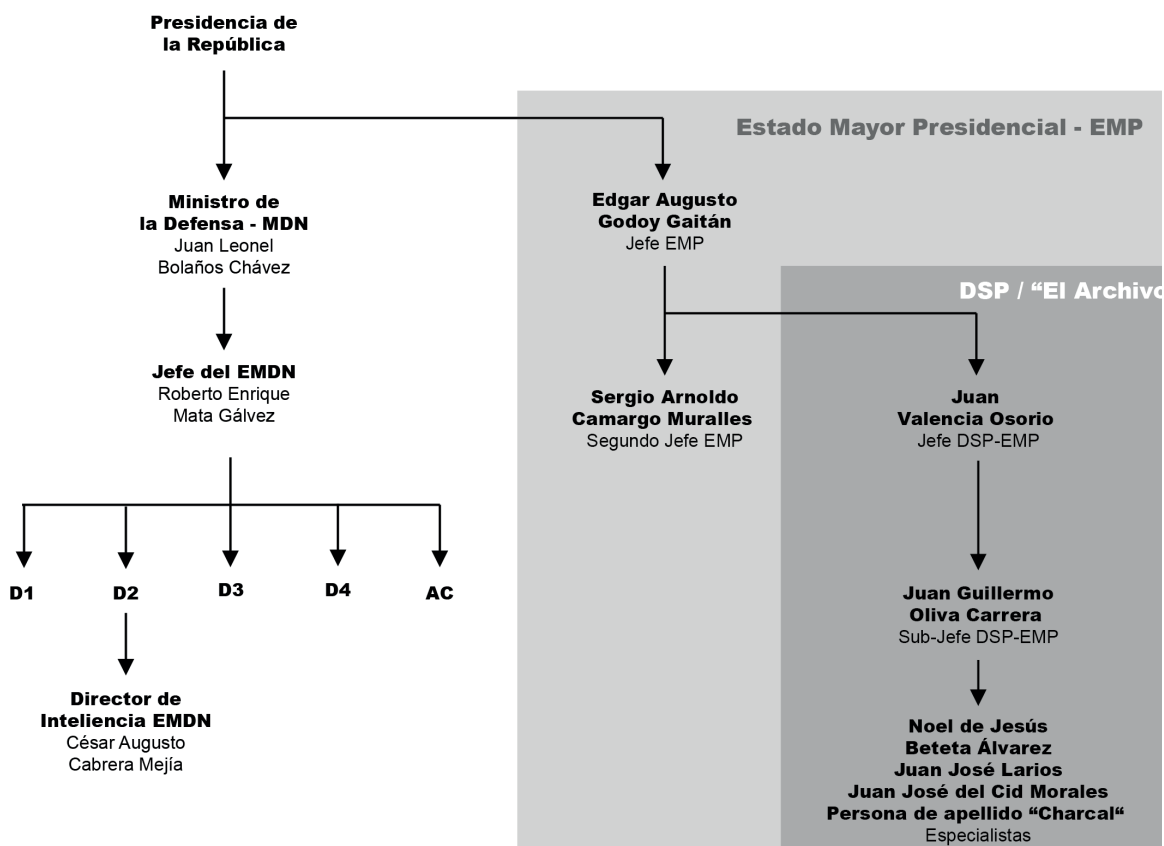 Presidencia de
la República
Estado Mayor Presidencial - EMP
Ministro de
la Defensa - MDN
Juan Leonel
Bolaños Chávez
Edgar Augusto
Godoy Gaitán
Jefe EMP
DSP / “El Archivo
Jefe del EMDN
Roberto Enrique
Mata Gálvez
Sergio Arnoldo
Camargo Muralles
Segundo Jefe EMP
Juan
Valencia Osorio
Jefe DSP-EMP
D1
D2
D3
D4
AC
Juan Guillermo
Oliva Carrera
Sub-Jefe DSP-EMP
Director de
Inteliencia EMDN
César Augusto
Cabrera Mejía
Noel de Jesús
Beteta Álvarez
Juan José Larios
Juan José del Cid Morales
Persona de apellido “Charcal“
Especialistas